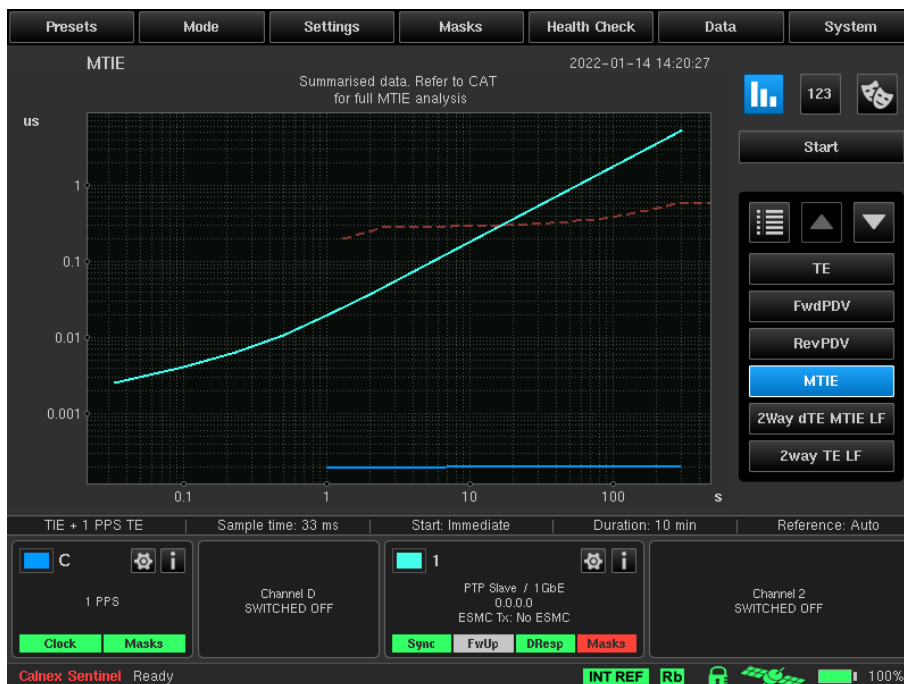 Presets Mode Settings Masks Health Check Data System
MTIE 2022-01-14 14:20:27
Summarised data. Refer to CAT
for full MTIE analysis
us
123
Start
1
0.1
0.01
0.001
0.1 1 10 100 s
TE
FwdPDV
RevPDV
MTIE
2Way dTE MTIE LF
2way TE LF
TIE + 1 PPS TE | Sample time: 33 ms | Start: Immediate | Duration: 10 min | Reference: Auto
C i
1 PPS
Clock Masks
Channel D
SWITCHED OFF
1 i
PTP Slave / 1GbE
0.0.0.0
ESMC Tx: No ESMC
Sync FwUp DResp Masks
Channel 2
SWITCHED OFF
Calnex Sentinel Ready INT REF Rb 100%